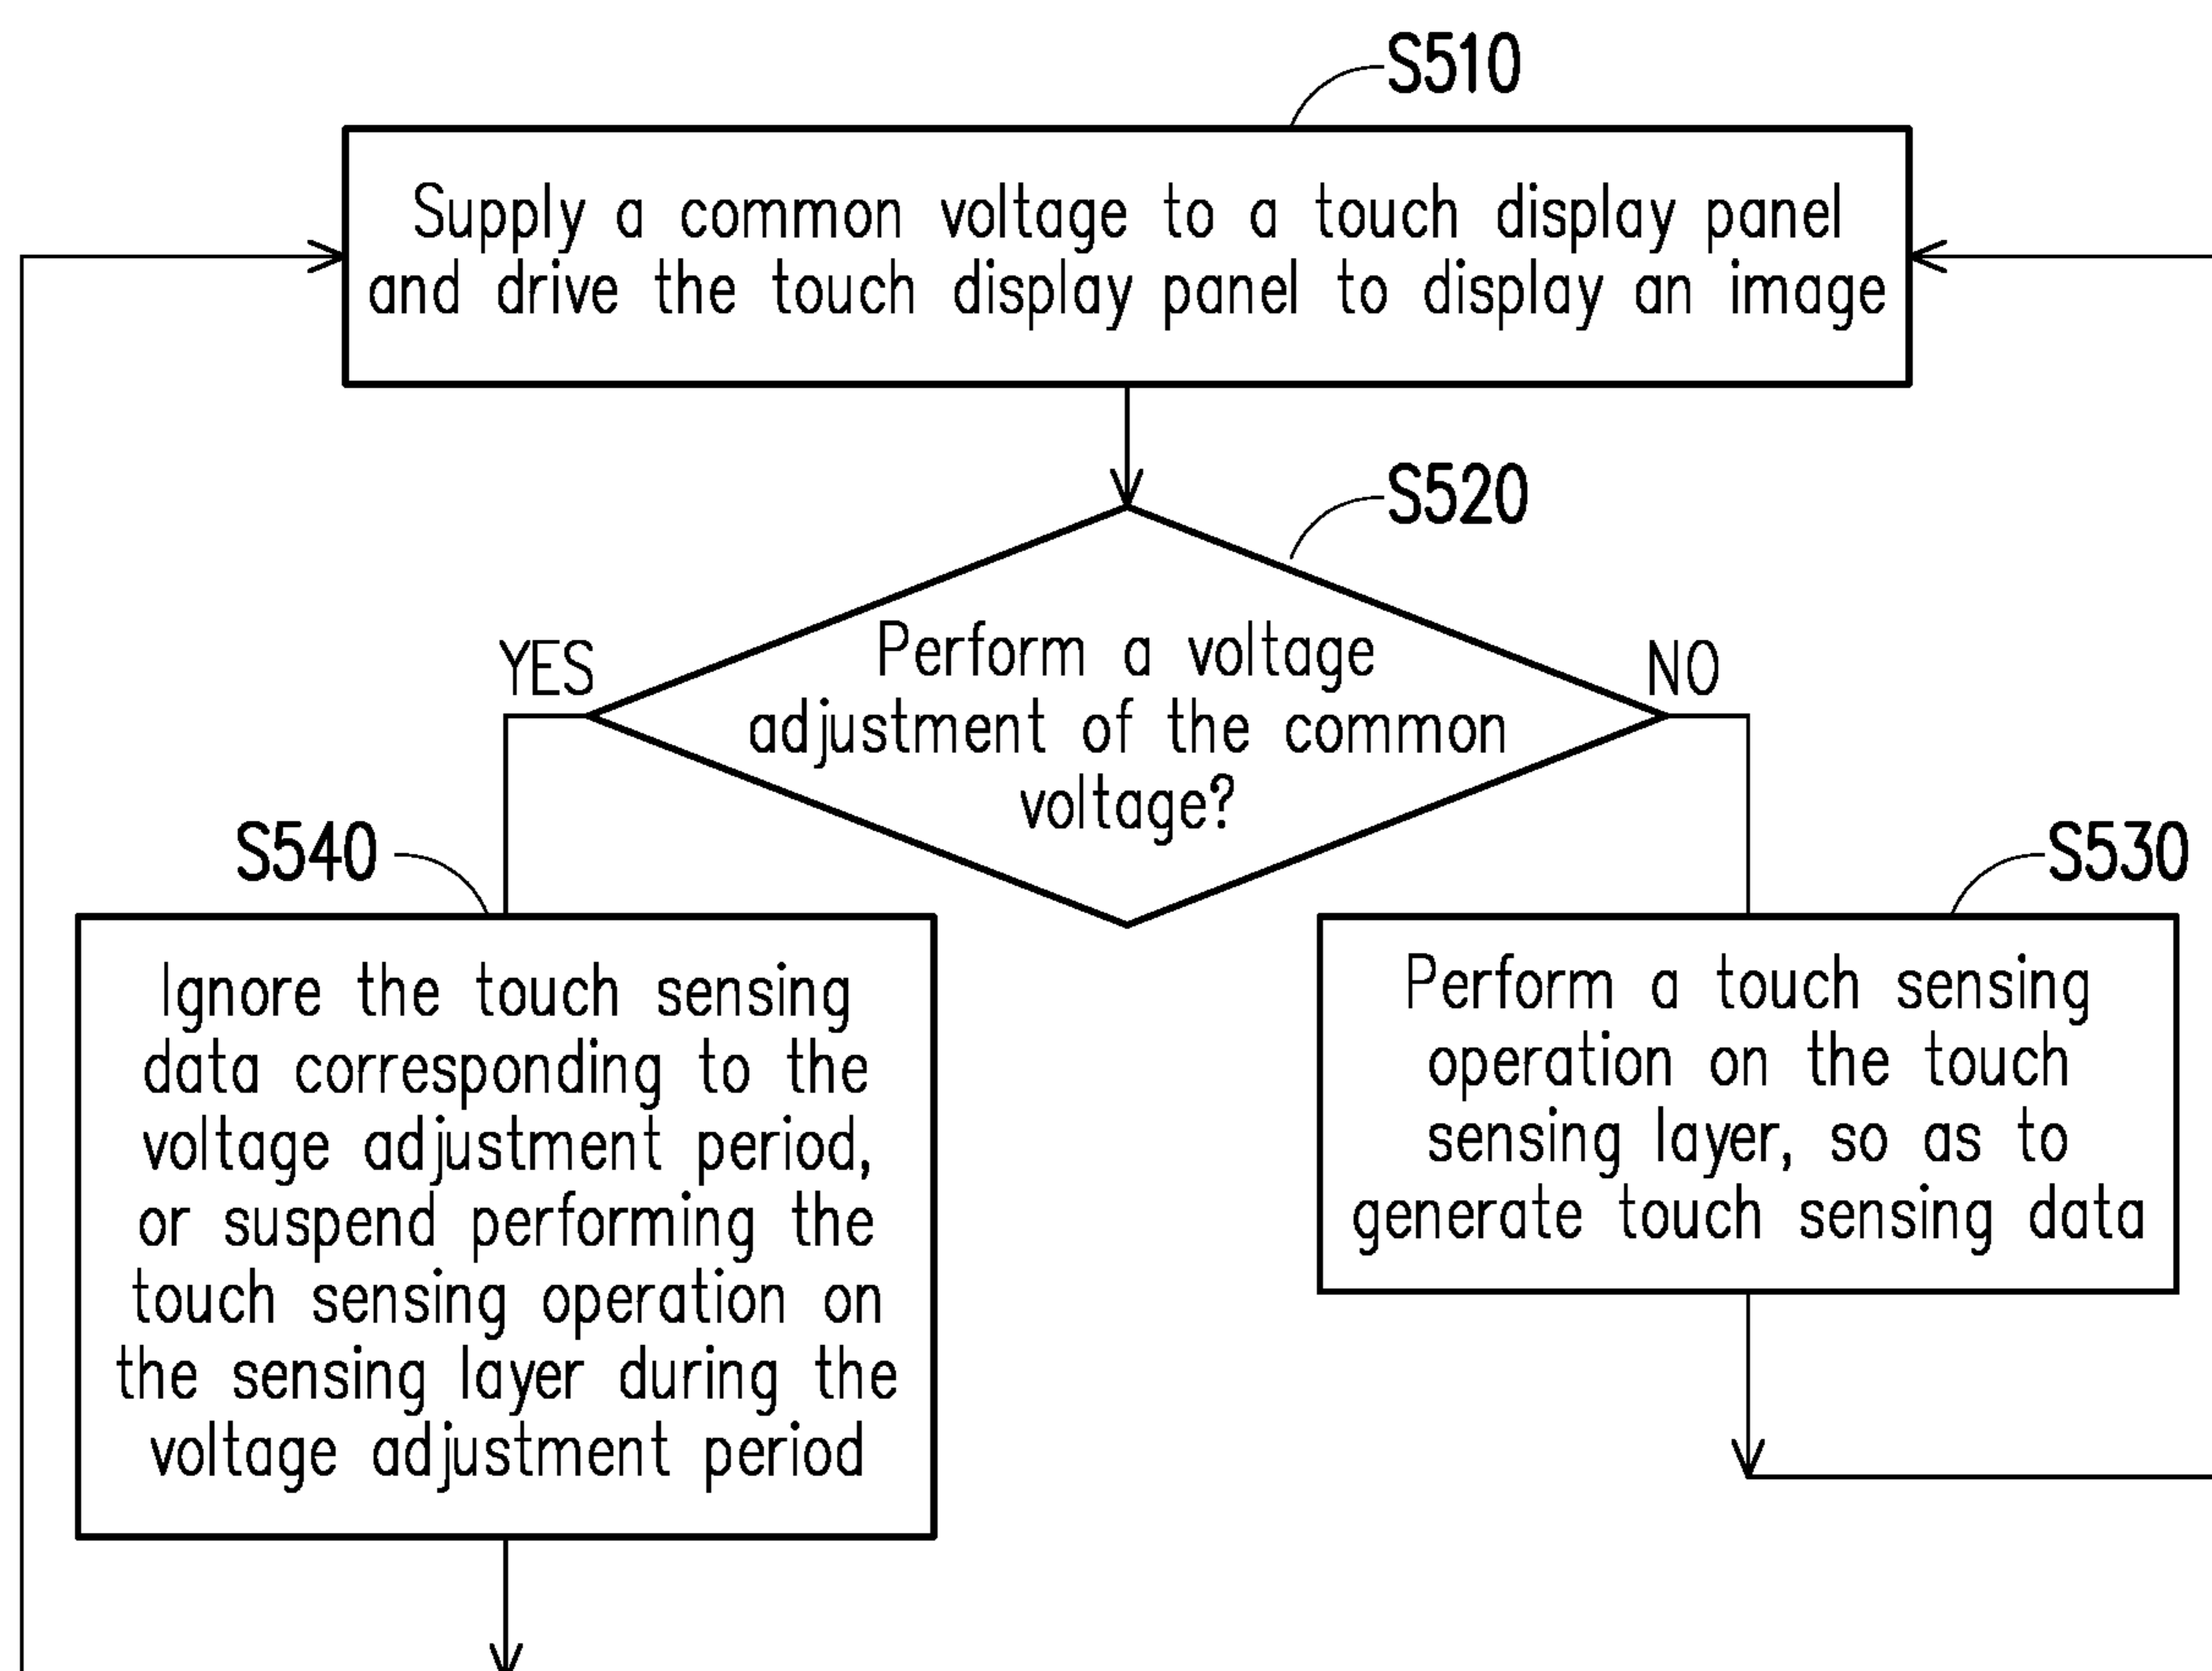 S510
Supply a common voltage to a touch display panel
and drive the touch display panel to display an image
S520
Perform a voltage
adjustment of the common
voltage?
YES
NO
S540
Ignore the touch sensing
data corresponding to the
voltage adjustment period,
or suspend performing the
touch sensing operation on
the sensing layer during the
voltage adjustment period
S530
Perform a touch sensing
operation on the touch
sensing layer, so as to
generate touch sensing data